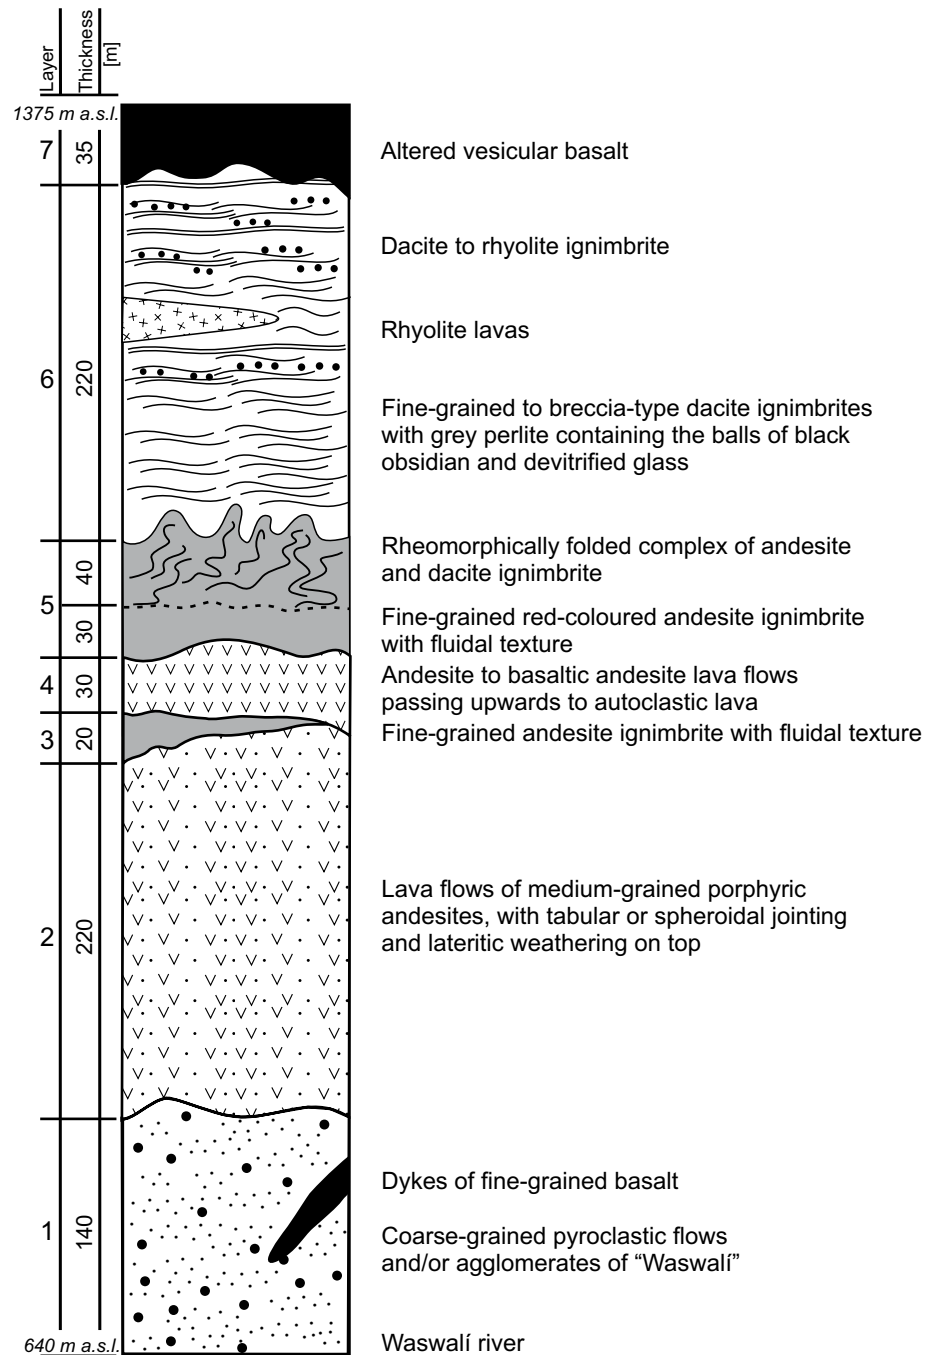 Layer
Thickness
[m]
1375 m a.s.l.
7
35
Altered vesicular basalt
Dacite to rhyolite ignimbrite
Rhyolite lavas
6
220
Fine-grained to breccia-type dacite ignimbrites
with grey perlite containing the balls of black
obsidian and devitrified glass
40
Rheomorphically folded complex of andesite
and dacite ignimbrite
5
30
Fine-grained red-coloured andesite ignimbrite
with fluidal texture
4
30
Andesite to basaltic andesite lava flows
passing upwards to autoclastic lava
3
20
Fine-grained andesite ignimbrite with fluidal texture
2
220
Lava flows of medium-grained porphyric
andesites, with tabular or spheroidal jointing
and lateritic weathering on top
Dykes of fine-grained basalt
1
140
Coarse-grained pyroclastic flows
and/or agglomerates of “Waswalí”
640 m a.s.l.
Waswalí river